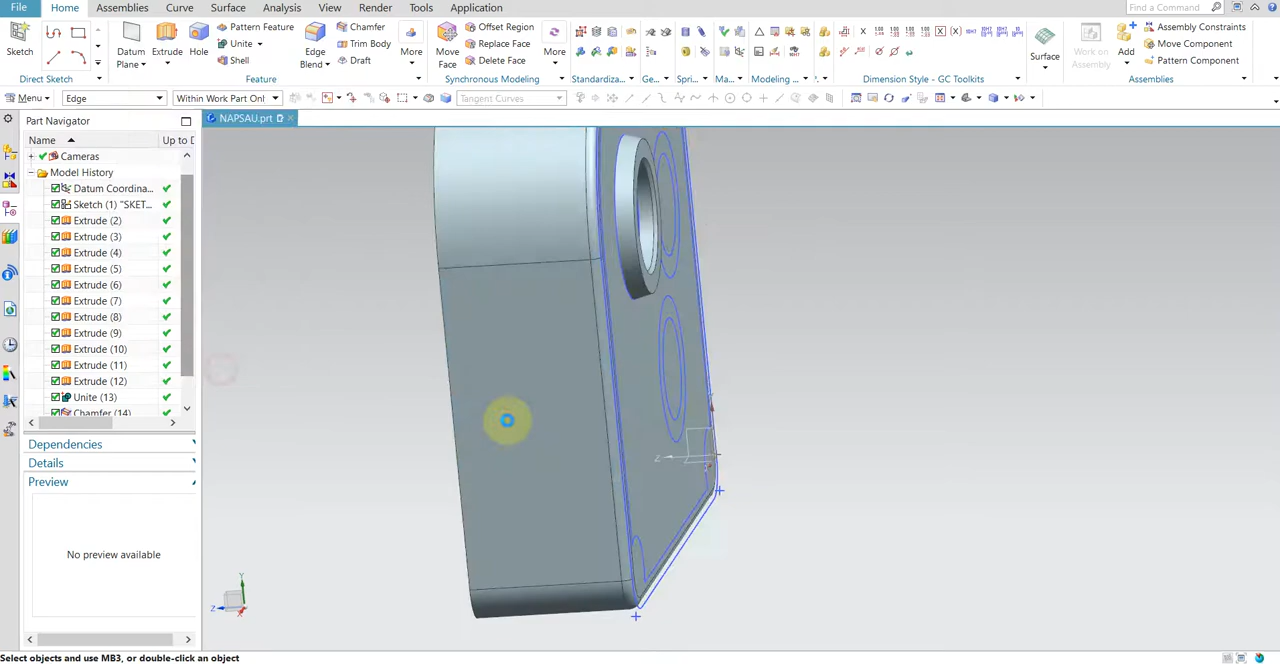 File Home Assemblies Curve Surface Analysis View Render Tools Application Find a Command
Sketch Datum Plane Extrude Hole Pattern Feature Unite Shell Edge Blend Chamfer Trim Body Draft More Move Face Offset Region Replace Face Delete Face More Surface Work on Assembly Add Assembly Constraints Move Component Pattern Component
Direct Sketch Feature Synchronous Modeling Standardiza... Ge... Spri... Ma... Modeling ... Dimension Style - GC Toolkits Assemblies
Menu Edge Within Work Part Only Tangent Curves
Part Navigator NAPSAU.prt
Name Up to D
Cameras
Model History
Datum Coordina...
Sketch (1) "SKET...
Extrude (2)
Extrude (3)
Extrude (4)
Extrude (5)
Extrude (6)
Extrude (7)
Extrude (8)
Extrude (9)
Extrude (10)
Extrude (11)
Extrude (12)
Unite (13)
Chamfer (14)
Dependencies
Details
Preview
No preview available
Z
Y
Z
X
Select objects and use MB3, or double-click an object